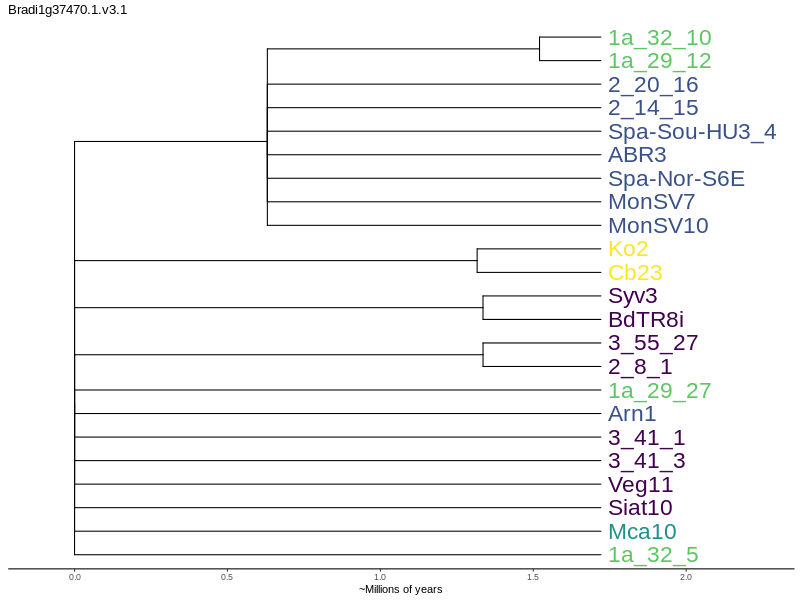 Bradi1g37470.1.v3.1
1a_32_10
1a_29_12
2_20_16
2_14_15
Spa-Sou-HU3_4
ABR3
Spa-Nor-S6E
MonSV7
MonSV10
Ko2
Cb23
Syv3
BdTR8i
3_55_27
2_8_1
1a_29_27
Arn1
3_41_1
3_41_3
Veg11
Siat10
Mca10
1a_32_5
0.0 0.5 1.0 1.5 2.0
~Millions of years